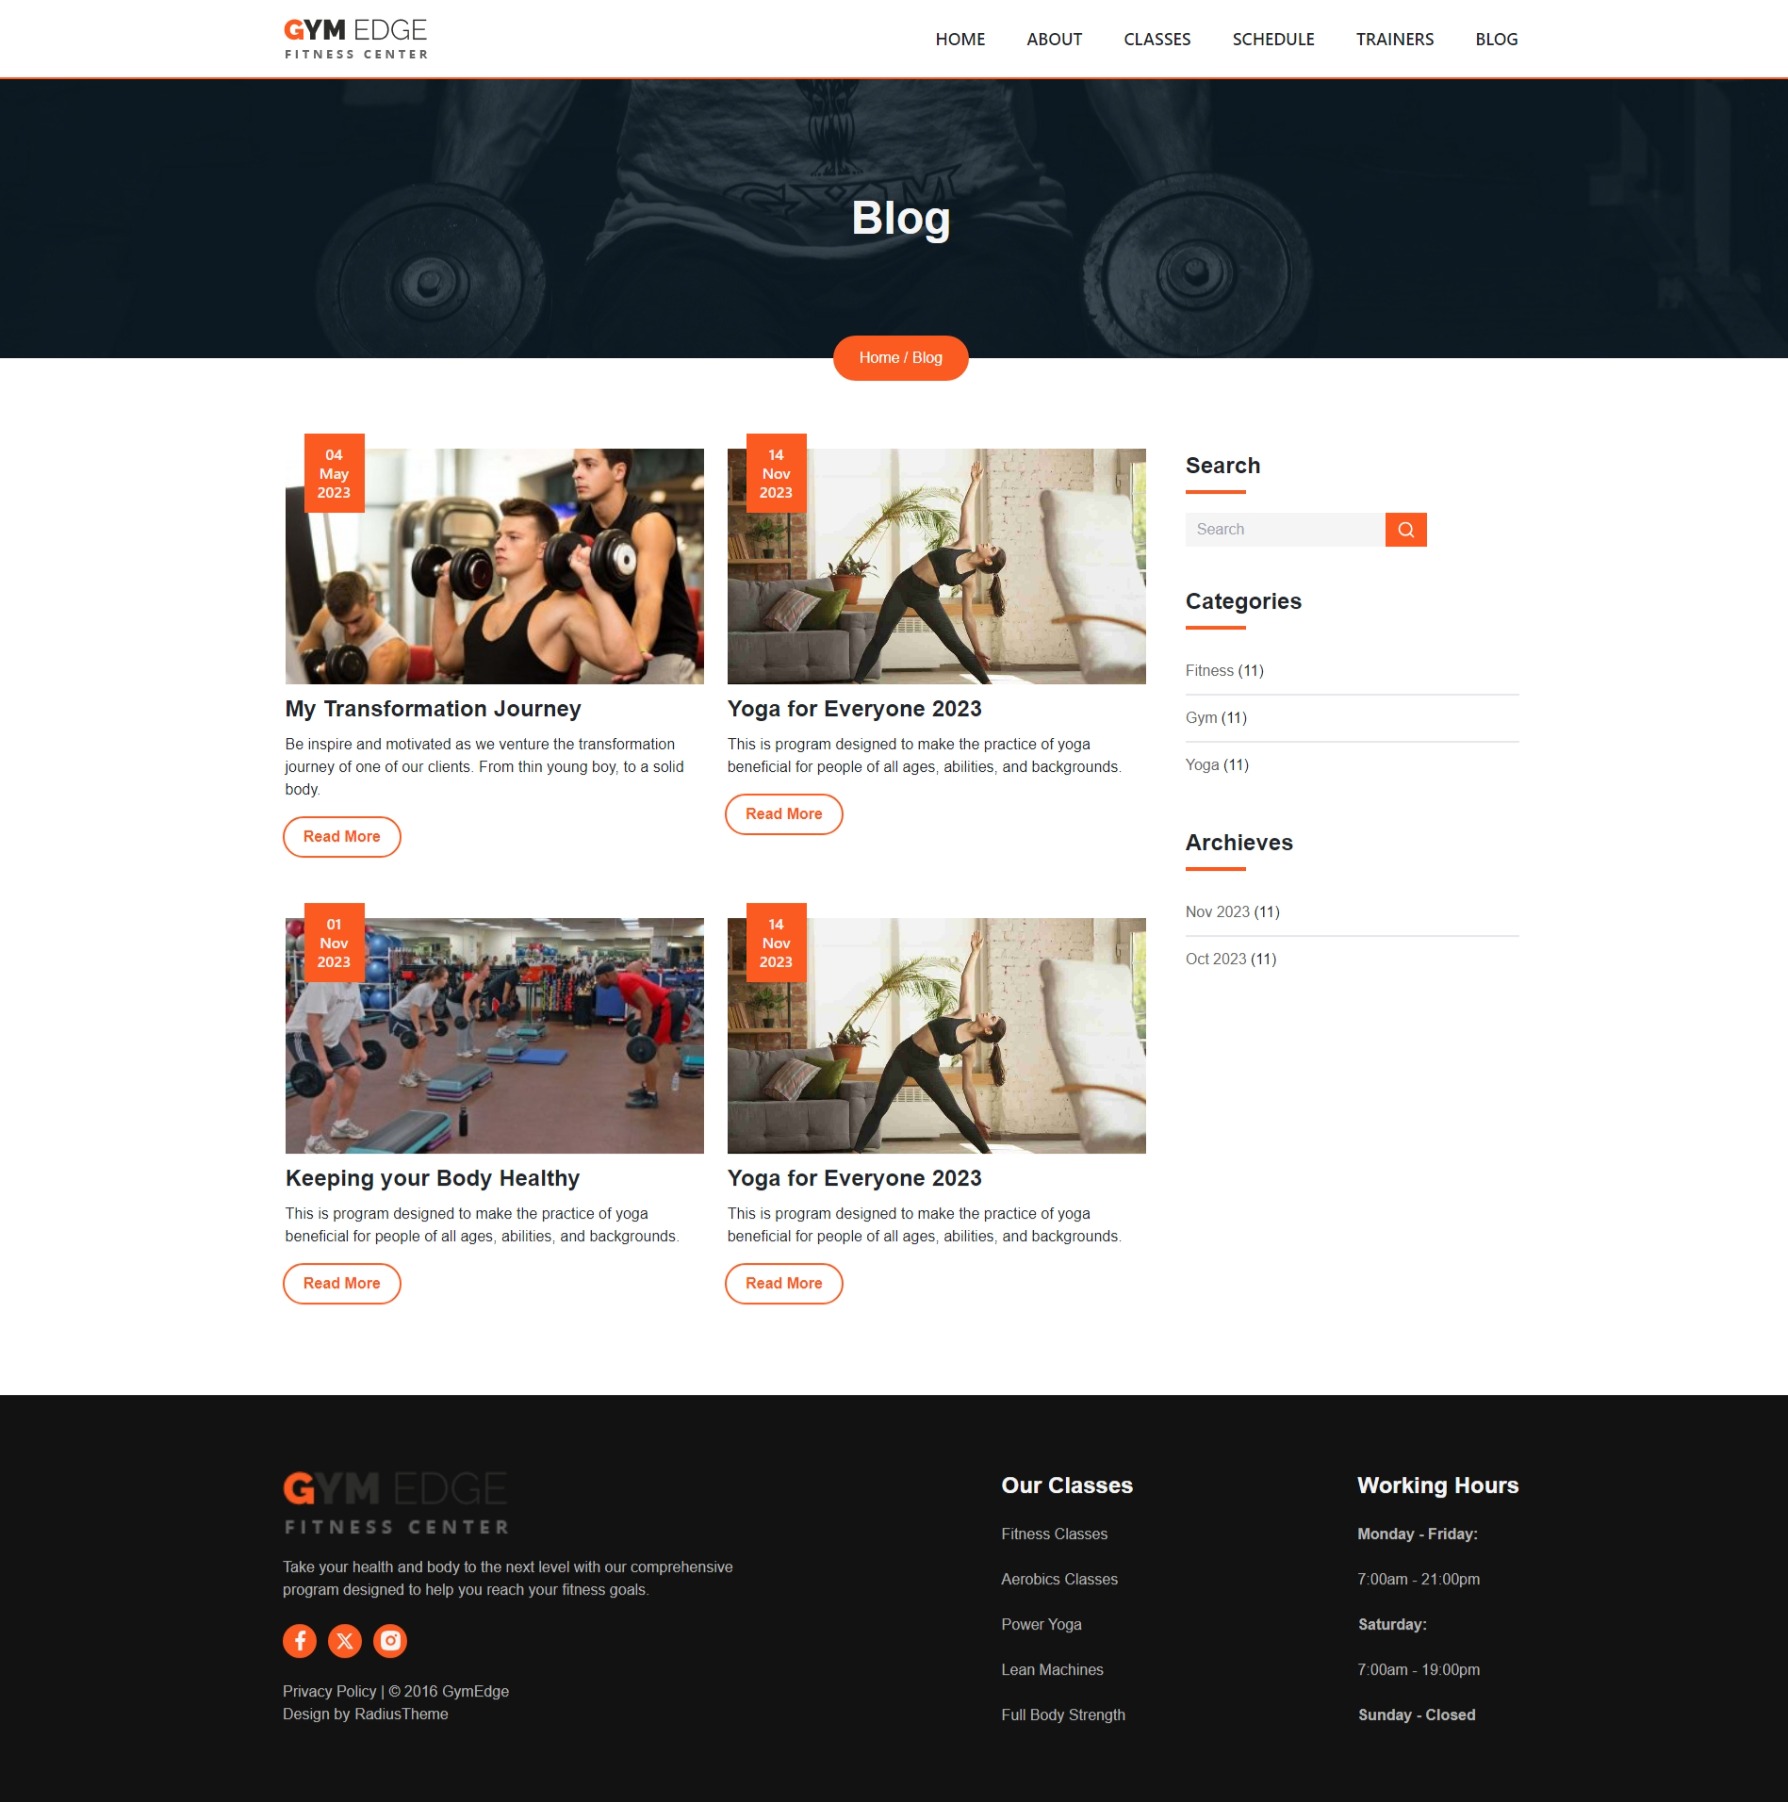 GYM EDGE
FITNESS CENTER
HOME
ABOUT
CLASSES
SCHEDULE
TRAINERS
BLOG
GYM
Blog
Home / Blog
04
May
2023
My Transformation Journey
Be inspire and motivated as we venture the transformation
journey of one of our clients. From thin young boy, to a solid
body.
Read More
14
Nov
2023
Yoga for Everyone 2023
This is program designed to make the practice of yoga
beneficial for people of all ages, abilities, and backgrounds.
Read More
01
Nov
2023
Keeping your Body Healthy
This is program designed to make the practice of yoga
beneficial for people of all ages, abilities, and backgrounds.
Read More
14
Nov
2023
Yoga for Everyone 2023
This is program designed to make the practice of yoga
beneficial for people of all ages, abilities, and backgrounds.
Read More
Search
Search
Categories
Fitness (11)
Gym (11)
Yoga (11)
Archieves
Nov 2023 (11)
Oct 2023 (11)
GYM EDGE
FITNESS CENTER
Take your health and body to the next level with our comprehensive
program designed to help you reach your fitness goals.
Privacy Policy | © 2016 GymEdge
Design by RadiusTheme
Our Classes
Fitness Classes
Aerobics Classes
Power Yoga
Lean Machines
Full Body Strength
Working Hours
Monday - Friday:
7:00am - 21:00pm
Saturday:
7:00am - 19:00pm
Sunday - Closed